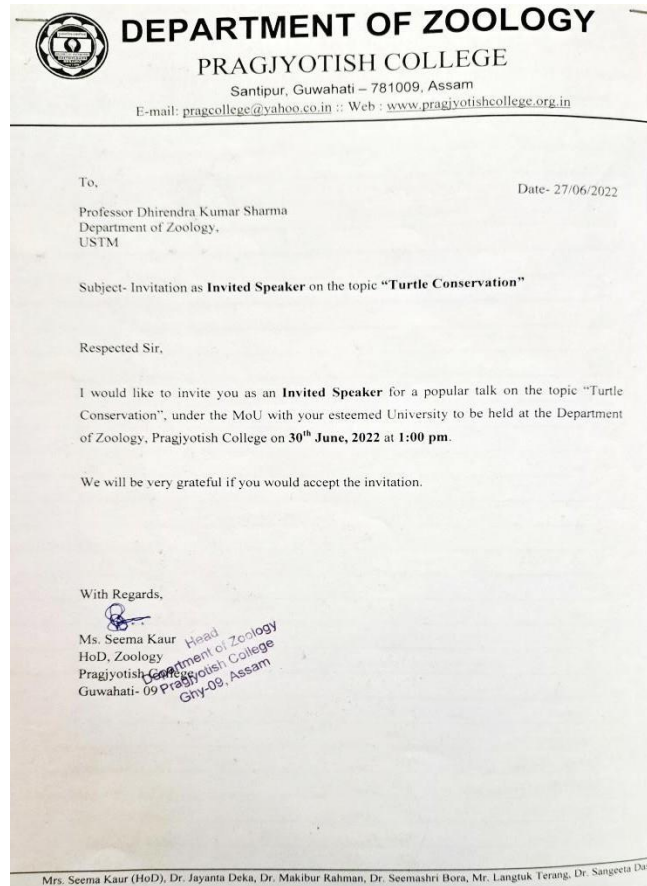 DEPARTMENT OF ZOOLOGY
PRAGJYOTISH COLLEGE
Santipur, Guwahati – 781009, Assam
E-mail: pragcollege@yahoo.co.in :: Web : www.pragjyotishcollege.org.in
To,
Date- 27/06/2022
Professor Dhirendra Kumar Sharma
Department of Zoology,
USTM
Subject- Invitation as Invited Speaker on the topic “Turtle Conservation”
Respected Sir,
I would like to invite you as an Invited Speaker for a popular talk on the topic “Turtle
Conservation”, under the MoU with your esteemed University to be held at the Department
of Zoology, Pragjyotish College on 30th June, 2022 at 1:00 pm.
We will be very grateful if you would accept the invitation.
With Regards,
Ms. Seema Kaur
HoD, Zoology
Pragjyotish College
Guwahati- 09
Head
Department of Zoology
Pragjyotish College
Ghy-09, Assam
Mrs. Seema Kaur (HoD), Dr. Jayanta Deka, Dr. Makibur Rahman, Dr. Seemashri Bora, Mr. Langtuk Terang, Dr. Sangeeta